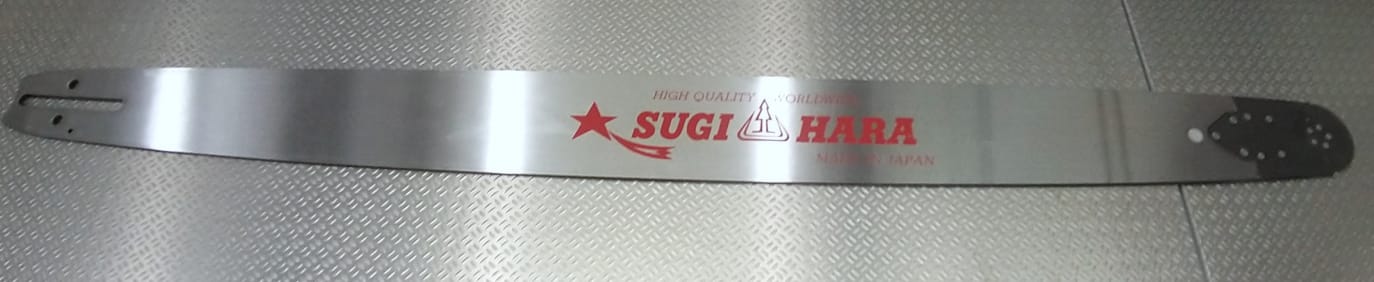 HIGH QUALITY WORLDWIDE
SUGI HARA
MADE IN JAPAN